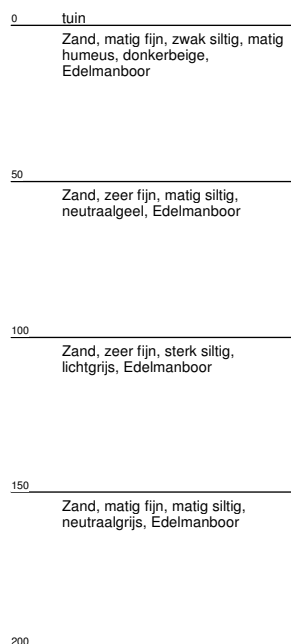 0 tuin
Zand, matig fijn, zwak siltig, matig
humeus, donkerbeige,
Edelmanboor
50
Zand, zeer fijn, matig siltig,
neutraalgeel, Edelmanboor
100
Zand, zeer fijn, sterk siltig,
lichtgrijs, Edelmanboor
150
Zand, matig fijn, matig siltig,
neutraalgrijs, Edelmanboor
200